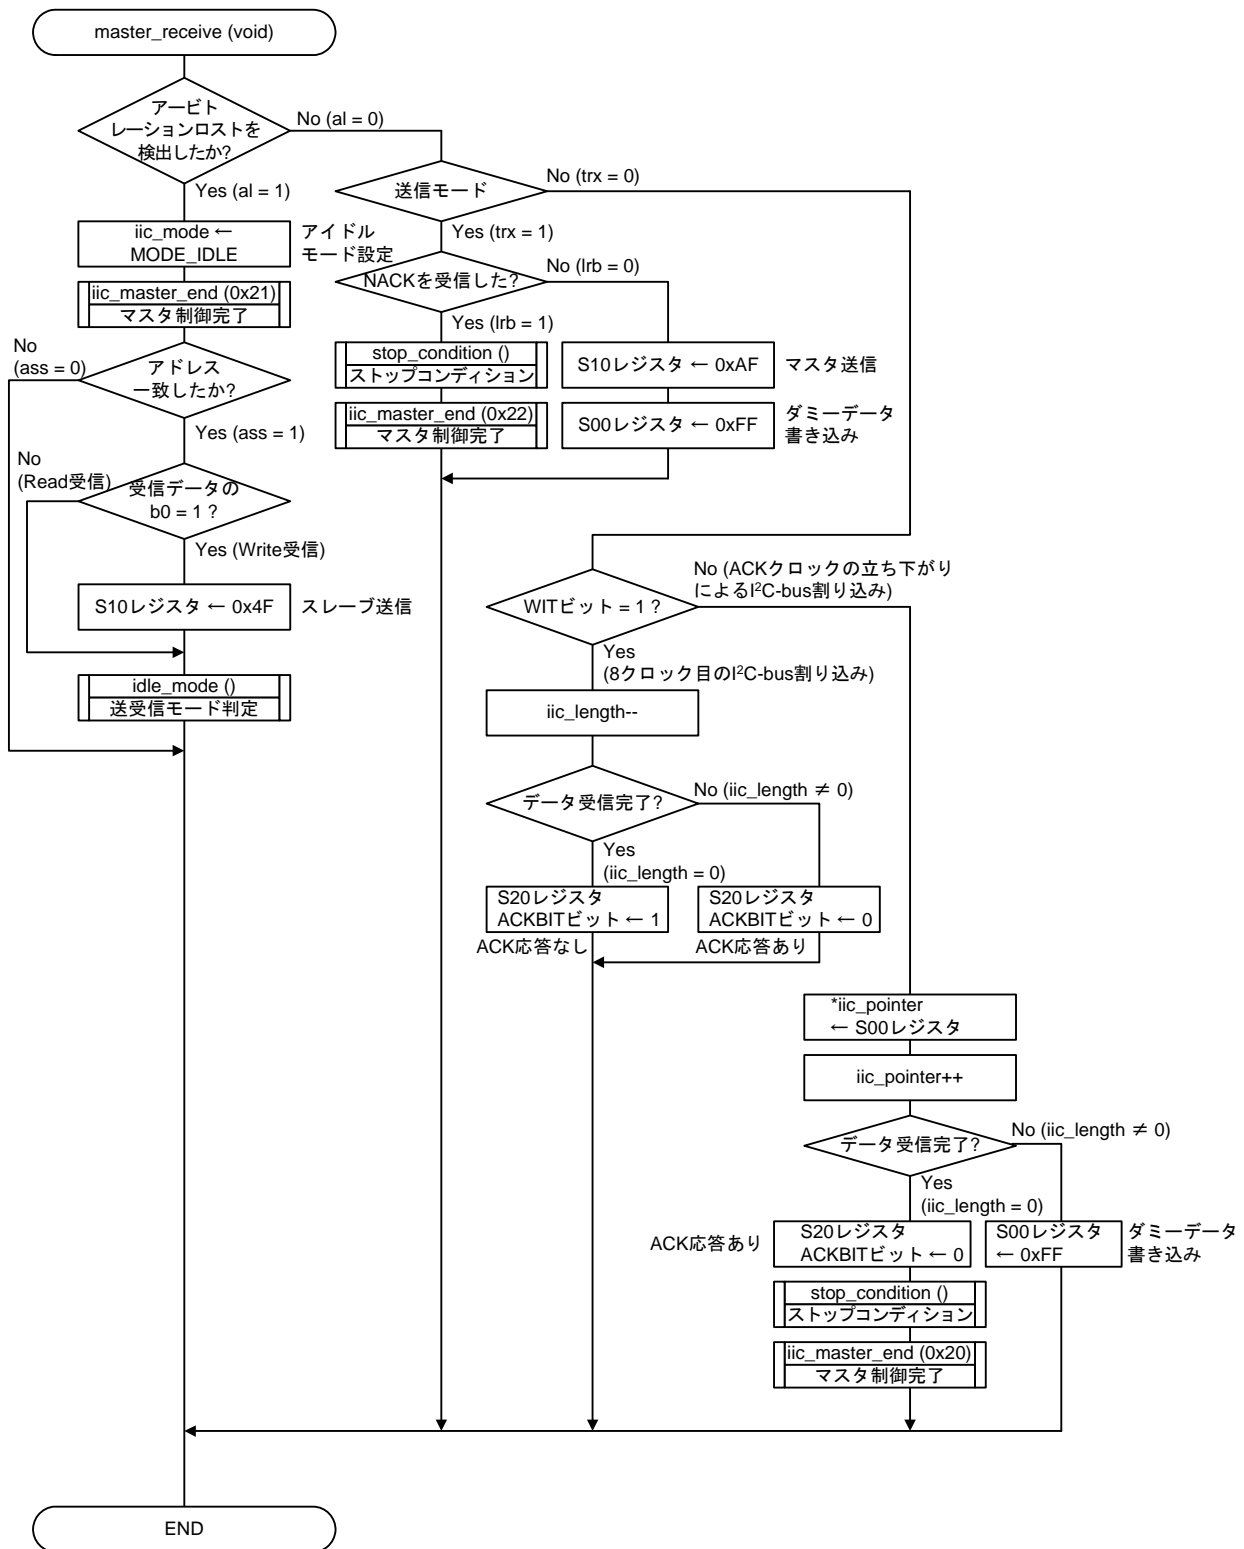 master_receive (void)
アービト
レーションロストを
検出したか?
No (al = 0)
Yes (al = 1)
iic_mode ←
MODE_IDLE
アイドル
モード設定
iic_master_end (0x21)
マスタ制御完了
No
(ass = 0)
アドレス
一致したか?
Yes (ass = 1)
No
(Read受信)
受信データの
b0 = 1 ?
Yes (Write受信)
S10レジスタ ← 0x4F
スレーブ送信
idle_mode ()
送受信モード判定
送信モード
No (trx = 0)
Yes (trx = 1)
NACKを受信した?
No (lrb = 0)
Yes (lrb = 1)
stop_condition ()
ストップコンディション
iic_master_end (0x22)
マスタ制御完了
S10レジスタ ← 0xAF
マスタ送信
S00レジスタ ← 0xFF
ダミーデータ
書き込み
WITビット = 1 ?
No (ACKクロックの立ち下がり
によるI²C-bus割り込み)
Yes
(8クロック目のI²C-bus割り込み)
iic_length--
データ受信完了?
No (iic_length ≠ 0)
Yes
(iic_length = 0)
S20レジスタ
ACKBITビット ← 1
ACK応答なし
S20レジスタ
ACKBITビット ← 0
ACK応答あり
*iic_pointer
← S00レジスタ
iic_pointer++
データ受信完了?
No (iic_length ≠ 0)
Yes
(iic_length = 0)
ACK応答あり
S20レジスタ
ACKBITビット ← 0
S00レジスタ
← 0xFF
ダミーデータ
書き込み
stop_condition ()
ストップコンディション
iic_master_end (0x20)
マスタ制御完了
END